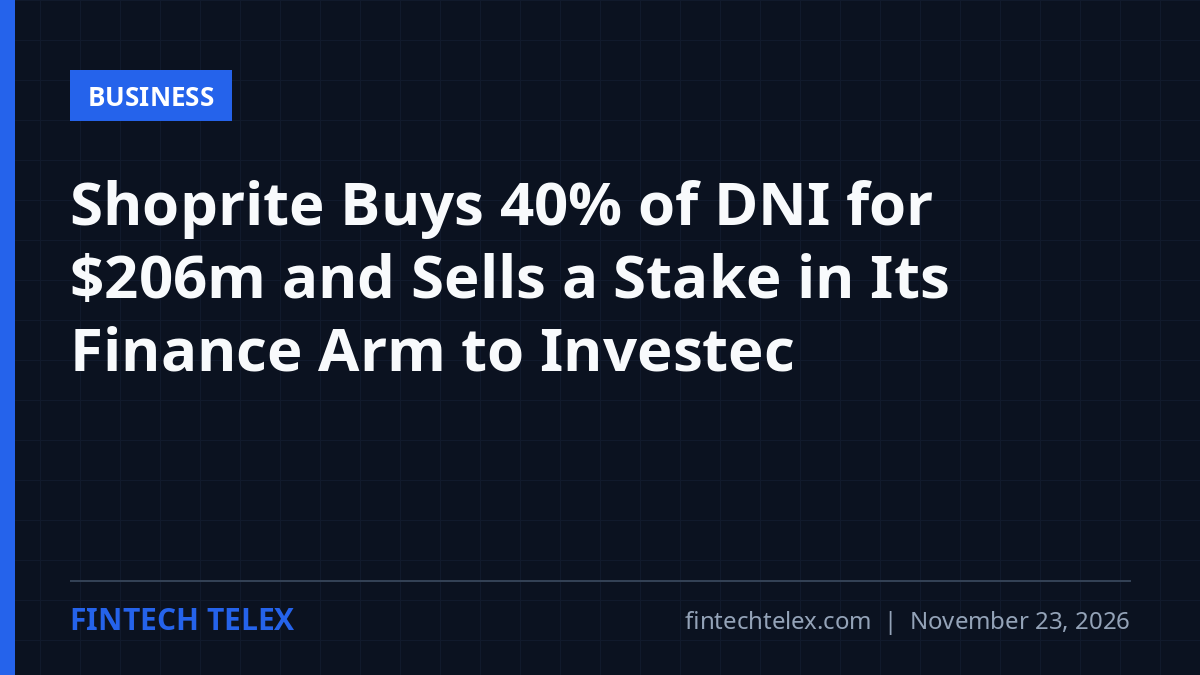 BUSINESS
Shoprite Buys 40% of DNI for
$206m and Sells a Stake in Its
Finance Arm to Investec
FINTECH TELEX
fintechtelex.com | November 23, 2026